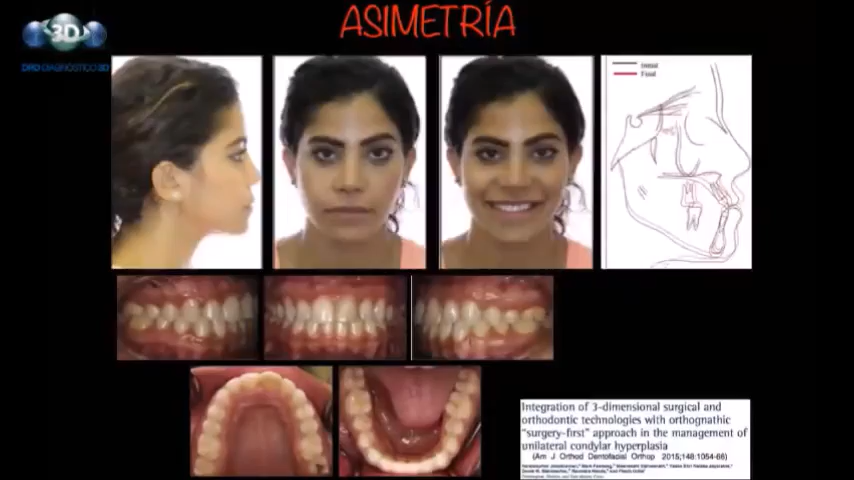 ASIMETRÍA
3D
DPO DIAGNÓSTICO 3D
Initial
Final
Integration of 3-dimensional surgical and
orthodontic technologies with orthognathic
"surgery-first" approach in the management of
unilateral condylar hyperplasia
(Am J Orthod Dentofacial Orthop 2015;148:1054-66)